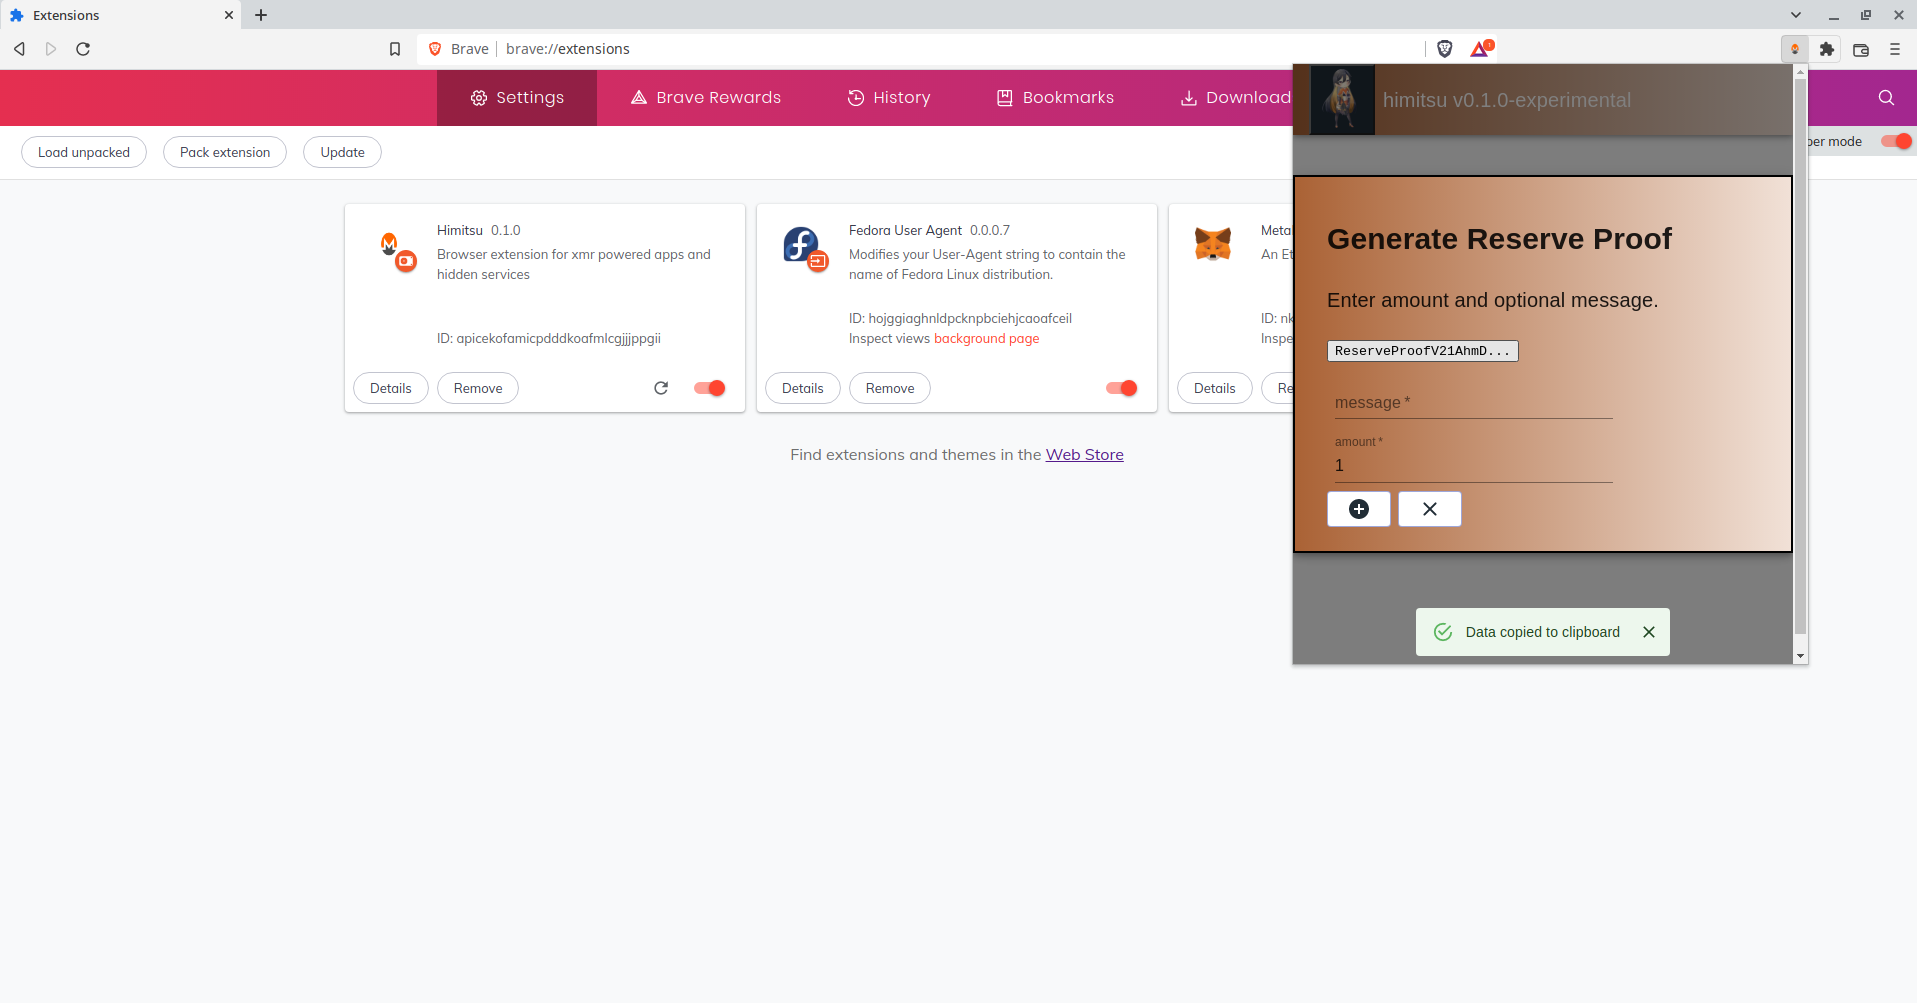 Extensions
Brave
brave://extensions
1
Settings
Brave Rewards
History
Bookmarks
Download
himitsu v0.1.0-experimental
Load unpacked
Pack extension
Update
per mode
Himitsu 0.1.0
Browser extension for xmr powered apps and
hidden services
ID: apicekofamicpdddkoafmlcgjjjjppgii
Details
Remove
Fedora User Agent 0.0.0.7
Modifies your User-Agent string to contain the
name of Fedora Linux distribution.
ID: hojggiaghnldpcknpbciehjcaoafceil
Inspect views background page
Details
Remove
Meta
An Et
ID: nk
Inspe
Details
Re
Find extensions and themes in the Web Store
Generate Reserve Proof
Enter amount and optional message.
ReserveProofV21AhmD...
message *
amount *
1
Data copied to clipboard